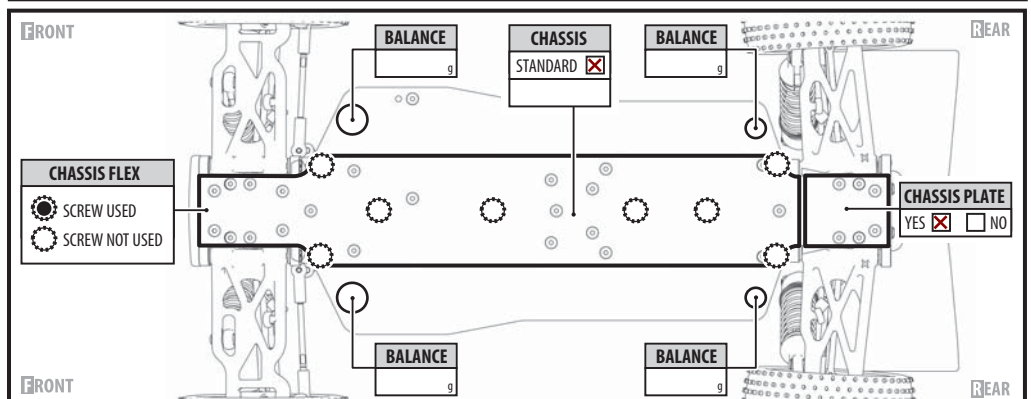 FRONT
REAR
BALANCE
g
CHASSIS
STANDARD
BALANCE
g
CHASSIS FLEX
SCREW USED
SCREW NOT USED
CHASSIS PLATE
YES NO
BALANCE
g
BALANCE
g
FRONT
REAR